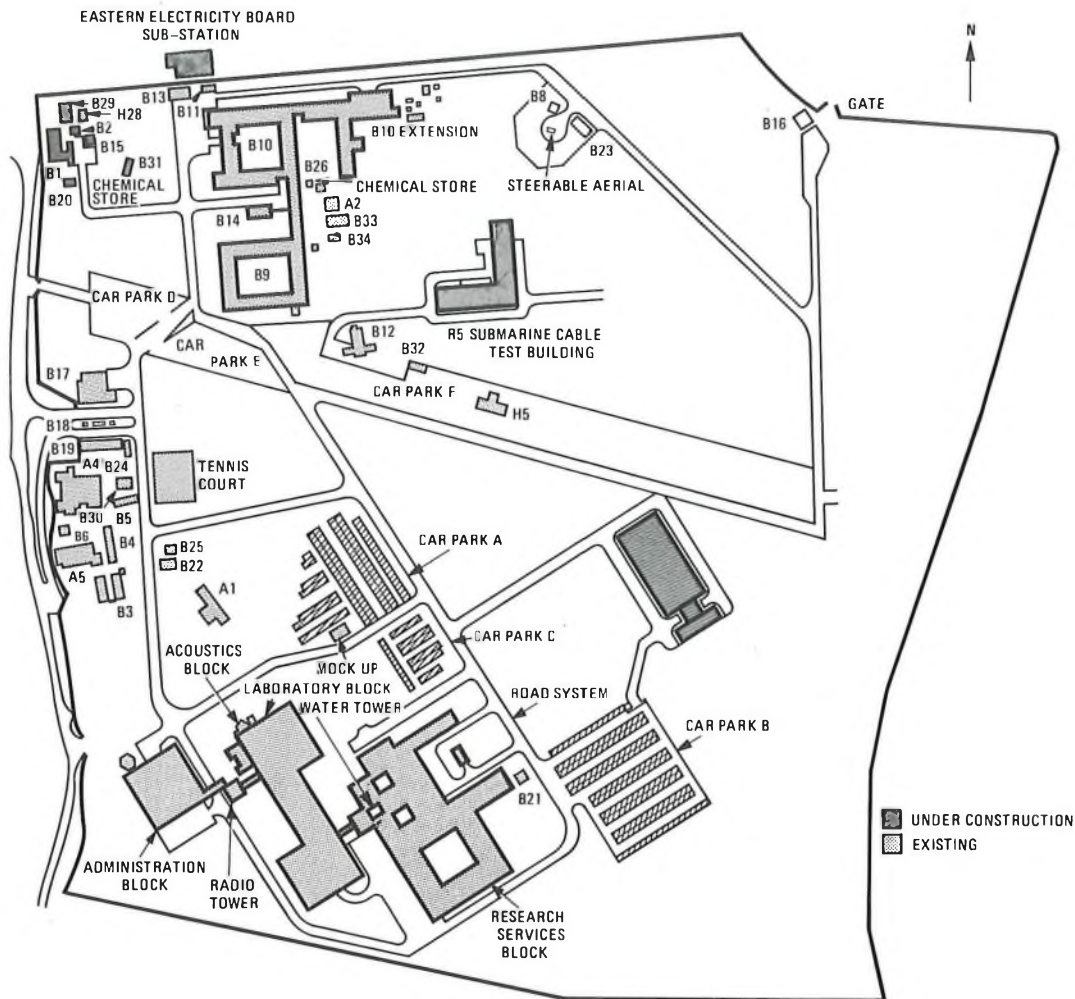 EASTERN ELECTRICITY BOARD
SUB-STATION
N
B29
H28
B2
B15
B1
B20
B31
CHEMICAL
STORE
B13
B11
B10
B10 EXTENSION
B26
CHEMICAL STORE
A2
B33
B34
B14
B9
B8
B23
STEERABLE AERIAL
B16
GATE
CAR PARK D
CAR
PARK E
B12
B32
R5 SUBMARINE CABLE
TEST BUILDING
CAR PARK F
H5
B17
B18
B19
A4
B24
B30
B5
B6
B4
A5
B3
TENNIS
COURT
B25
B22
A1
CAR PARK A
CAR PARK C
MOCK UP
ACOUSTICS
BLOCK
LABORATORY BLOCK
WATER TOWER
ROAD SYSTEM
CAR PARK B
B21
UNDER CONSTRUCTION
EXISTING
ADMINISTRATION
BLOCK
RADIO
TOWER
RESEARCH
SERVICES
BLOCK